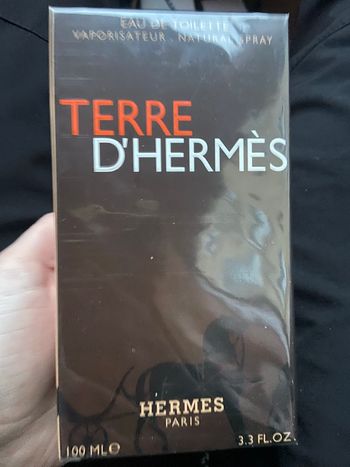 EAU DE TOILETTE
VAPORISATEUR . NATURAL SPRAY
TERRE
D'HERMÈS
HERMES
PARIS
100 ML℮ 3.3 FL.OZ.